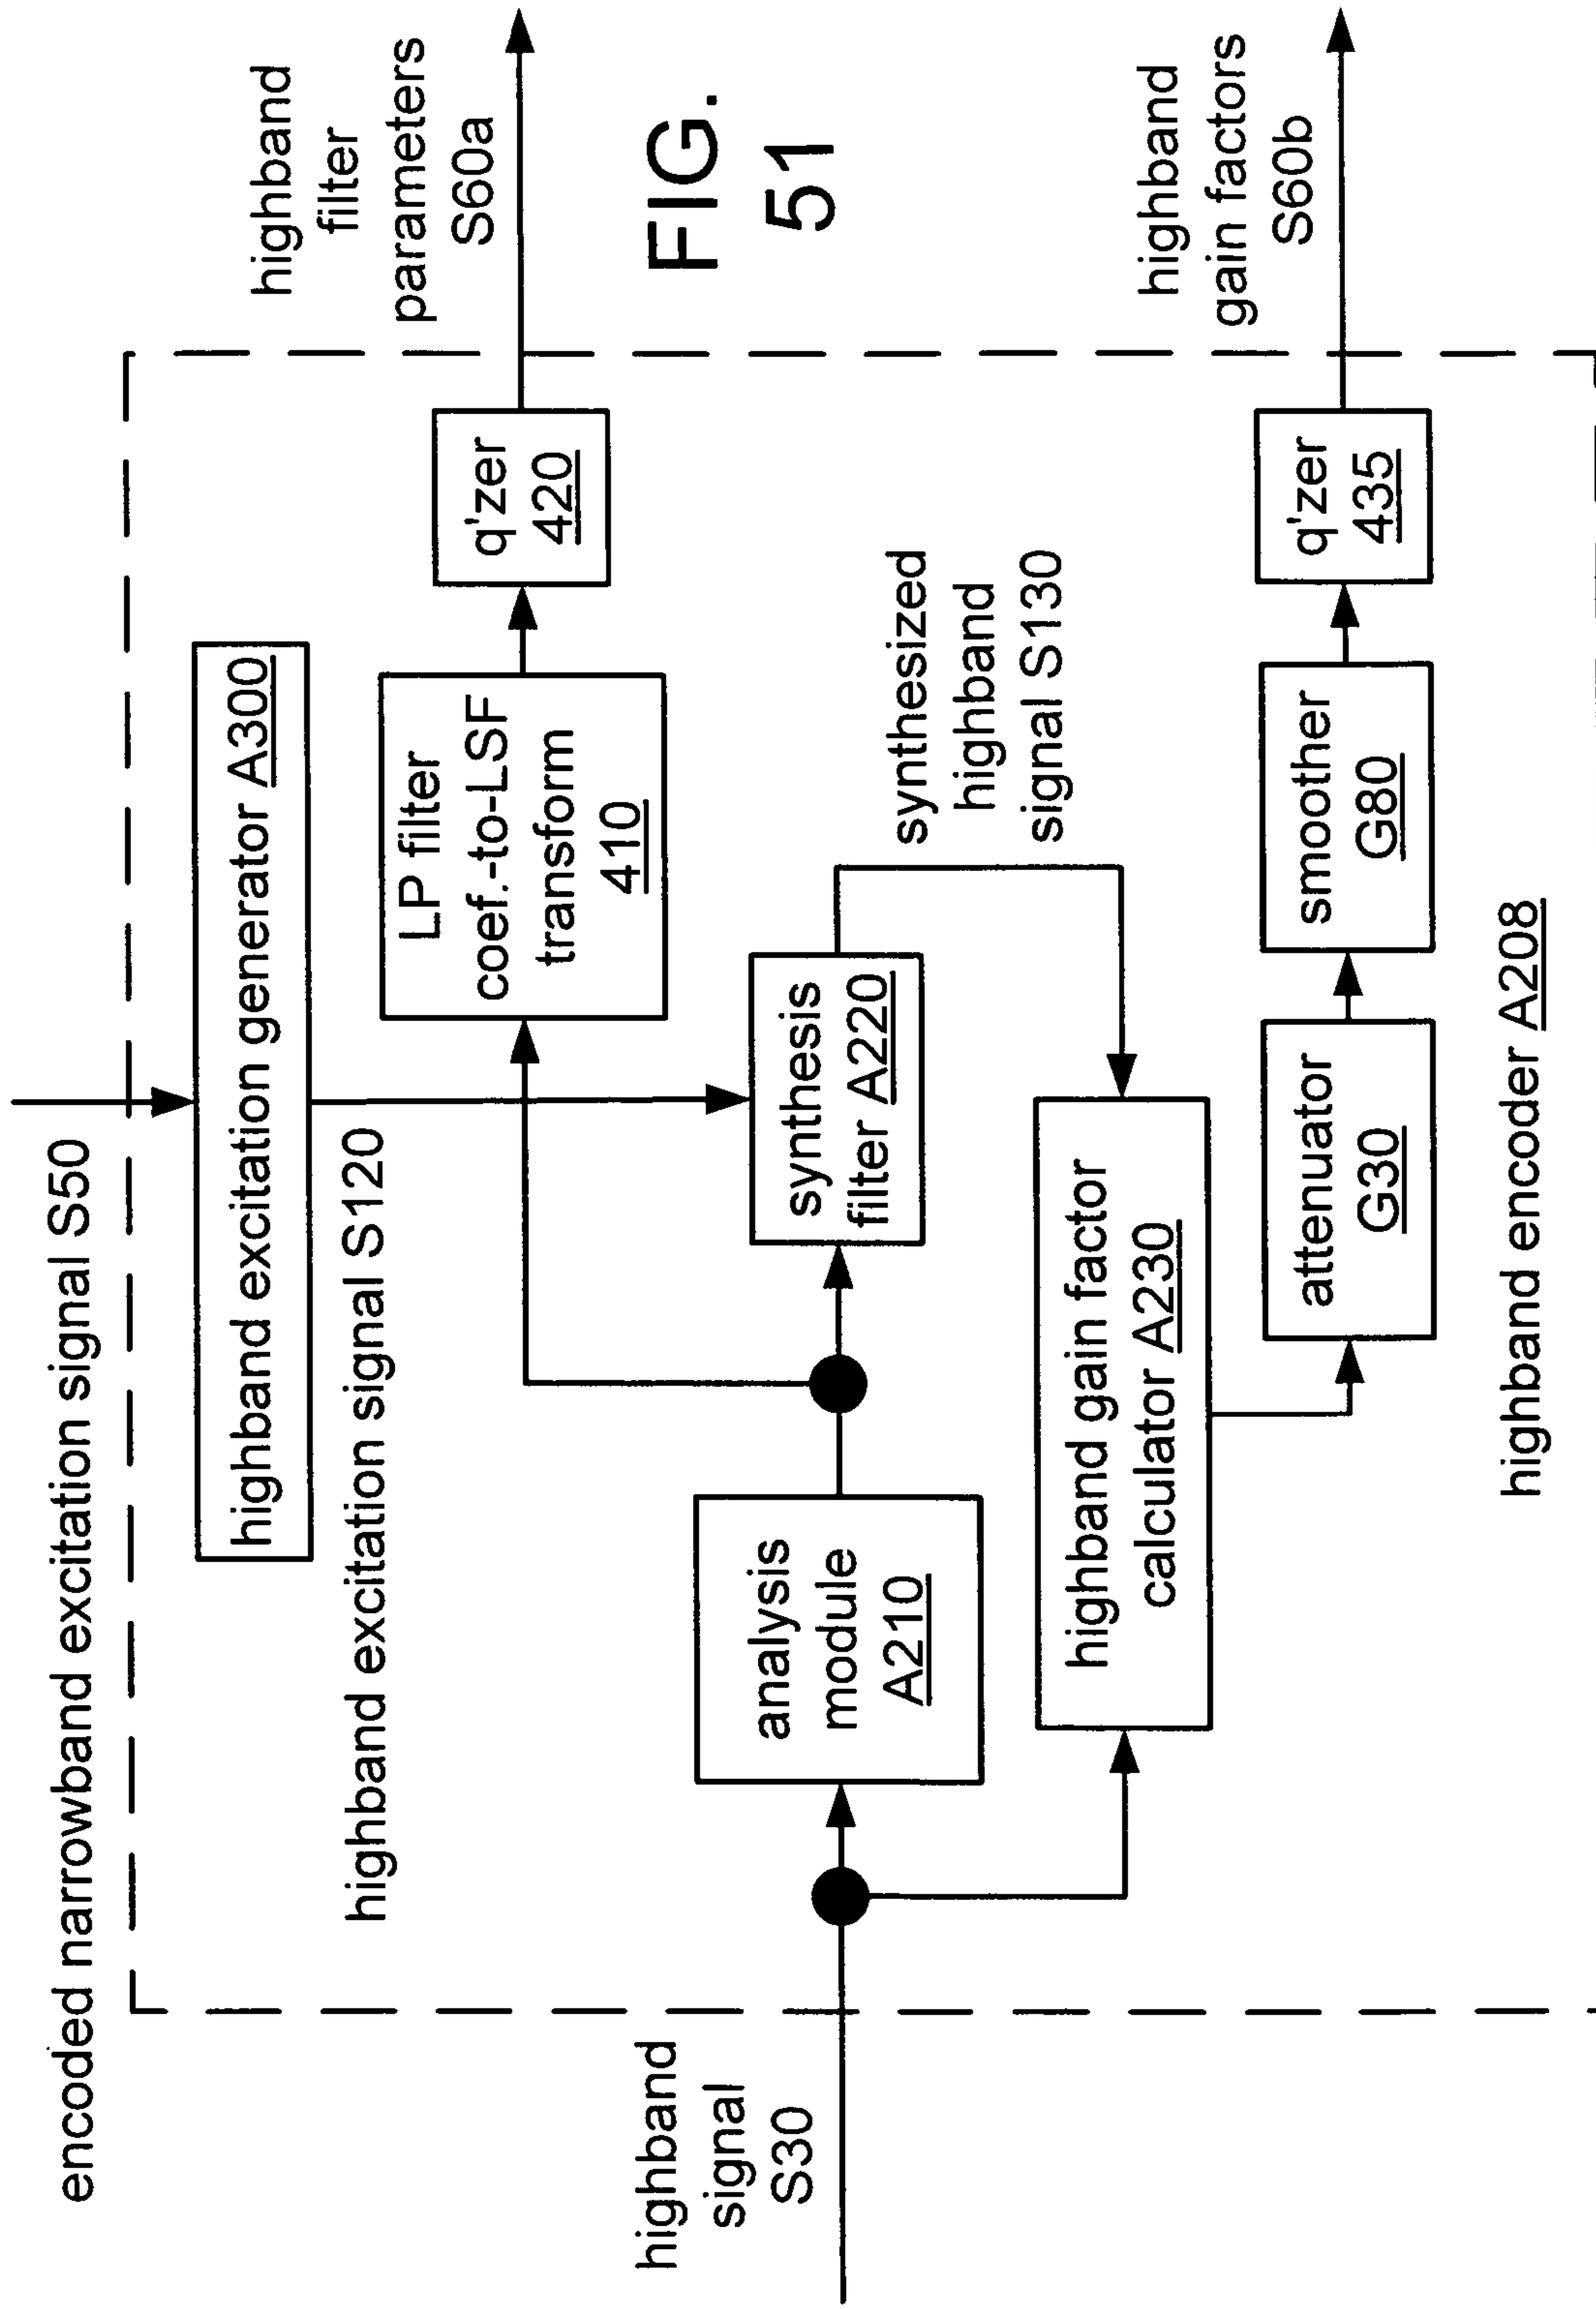 encoded narrowband excitation signal S50
highband excitation generator A300
highband excitation signal S120
highband
filter
parameters
S60a
LP filter
coef.-to-LSF
transform
410
q'zer
420
FIG.
51
highband
signal
S30
analysis
module
A210
synthesis
filter A220
synthesized
highband
signal S130
highband gain factor
calculator A230
attenuator
G30
smoother
G80
q'zer
435
highband
gain factors
S60b
highband encoder A208